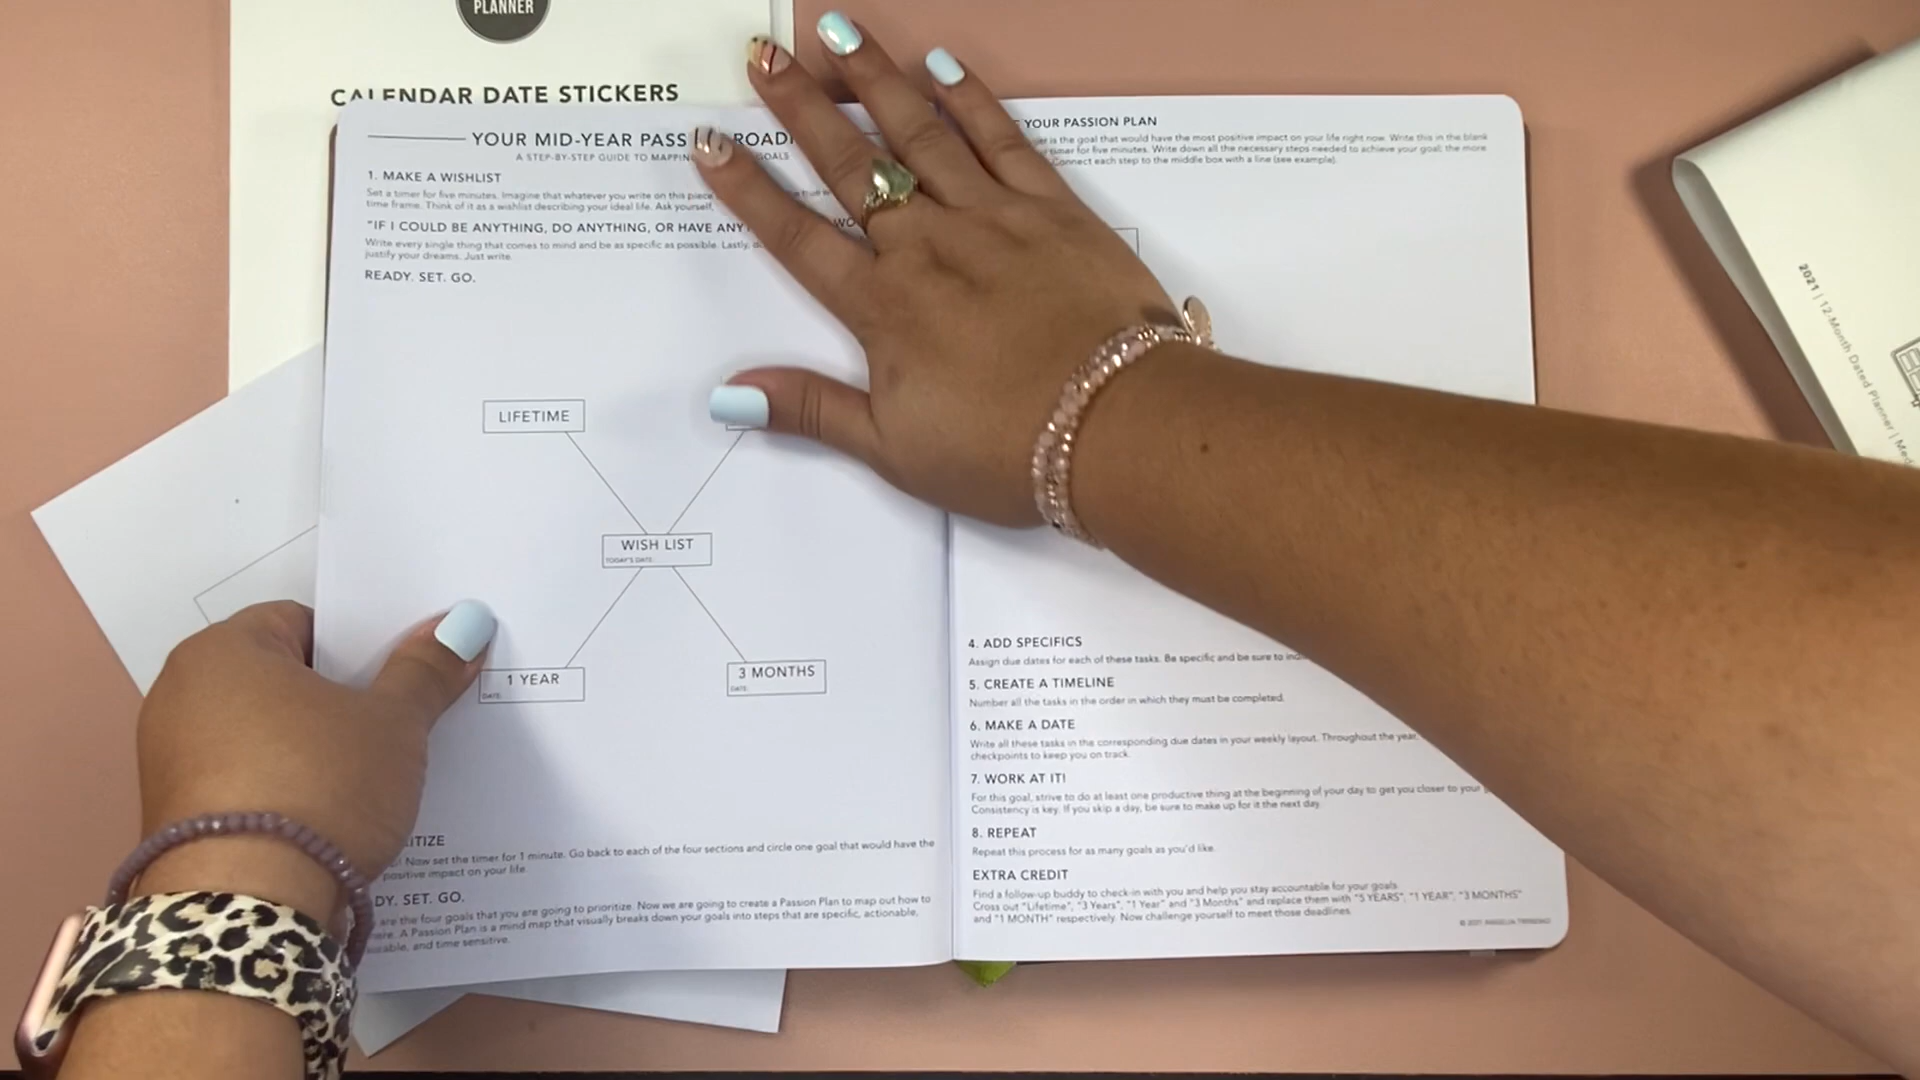 PLANNER
CALENDAR DATE STICKERS
YOUR MID-YEAR PASS ROAD
A STEP-BY-STEP GUIDE TO MAPPING GOALS
1. MAKE A WISHLIST
Set a timer for five minutes. Imagine that whatever you write on this piece
time frame. Think of it as a wishlist describing your ideal life. Ask yourself,
"IF I COULD BE ANYTHING, DO ANYTHING, OR HAVE ANY WO
Write every single thing that comes to mind and be as specific as possible. Lastly,
justify your dreams. Just write.
READY. SET. GO.
LIFETIME
WISH LIST
TODAY'S DATE:
1 YEAR
DATE:
3 MONTHS
DATE:
ITIZE
Now set the timer for 1 minute. Go back to each of the four sections and circle one goal that would have the
positive impact on your life.
DY. SET. GO.
are the four goals that you are going to prioritize. Now we are going to create a Passion Plan to map out how to
A Passion Plan is a mind map that visually breaks down your goals into steps that are specific, actionable,
and time sensitive.
YOUR PASSION PLAN
is the goal that would have the most positive impact on your life right now. Write this in the blank
timer for five minutes. Write down all the necessary steps needed to achieve your goal; the more
Connect each step to the middle box with a line (see example).
4. ADD SPECIFICS
Assign due dates for each of these tasks. Be specific and be sure to
5. CREATE A TIMELINE
Number all the tasks in the order in which they must be completed.
6. MAKE A DATE
Write all these tasks in the corresponding due dates in your weekly layout. Throughout the year,
checkpoints to keep you on track.
7. WORK AT IT!
For this goal, strive to do at least one productive thing at the beginning of your day to get you closer to your
Consistency is key. If you skip a day, be sure to make up for it the next day.
8. REPEAT
Repeat this process for as many goals as you'd like.
EXTRA CREDIT
Find a follow-up buddy to check-in with you and help you stay accountable for your goals.
Cross out "Lifetime", "3 Years", "1 Year" and "3 Months" and replace them with "5 YEARS", "1 YEAR", "3 MONTHS"
and "1 MONTH" respectively. Now challenge yourself to meet those deadlines.
2021 | 12-Month Dated Planner | Med